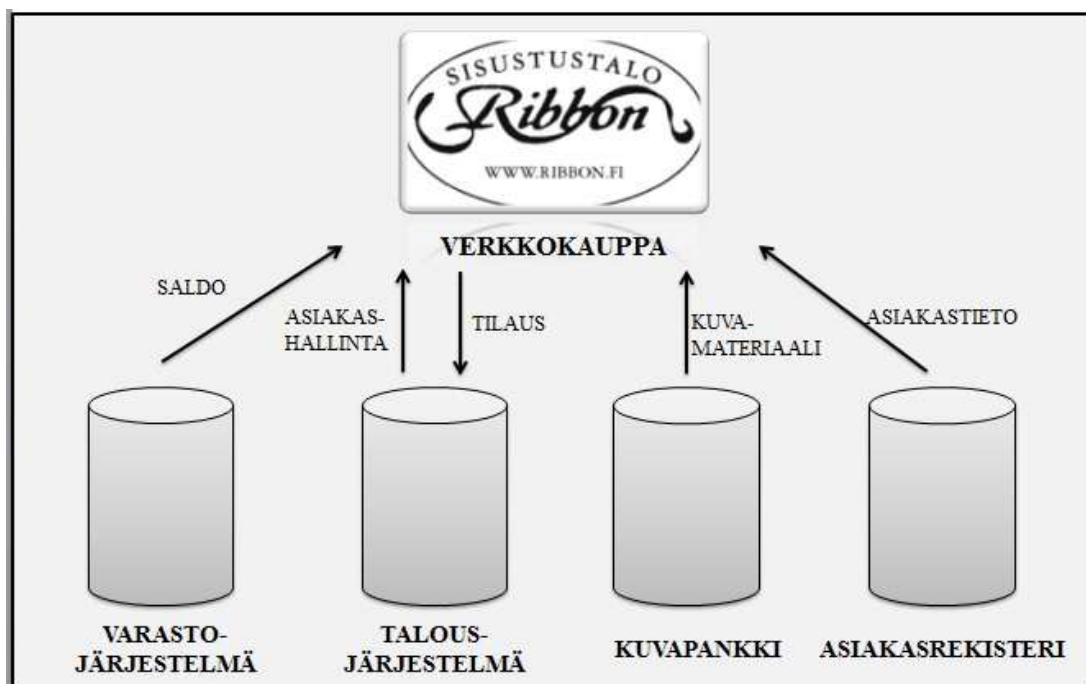 SISUSTUSTALO
Ribbon
WWW.RIBBON.FI
VERKKOKAUPPA
SALDO
ASIAKAS-
HALLINTA
TILAUS
KUVA-
MATERIAALI
ASIAKASTIETO
VARASTO-
JÄRJESTELMÄ
TALOUS-
JÄRJESTELMÄ
KUVAPANKKI
ASIAKASREKISTERI